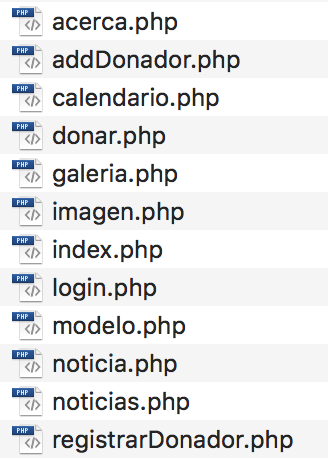 PHP acerca.php
PHP addDonador.php
PHP calendario.php
PHP donar.php
PHP galeria.php
PHP imagen.php
PHP index.php
PHP login.php
PHP modelo.php
PHP noticia.php
PHP noticias.php
PHP registrarDonador.php